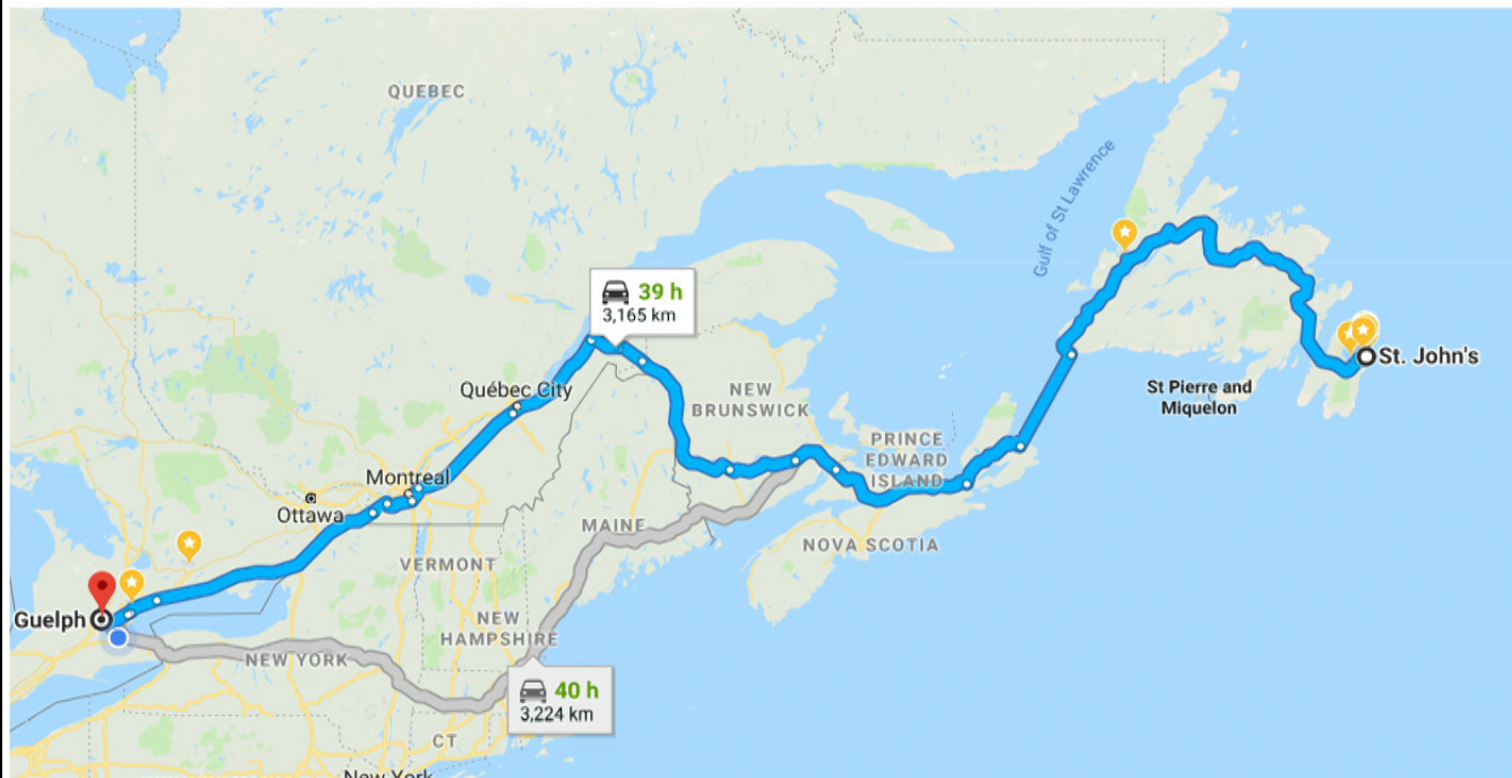 QUEBEC
Gulf of St Lawrence
39 h
3,165 km
St. John's
Québec City
NEW
BRUNSWICK
St Pierre and
Miquelon
PRINCE
EDWARD
ISLAND
Montreal
Ottawa
MAINE
NOVA SCOTIA
VERMONT
Guelph
NEW
HAMPSHIRE
NEW YORK
40 h
3,224 km
CT
New York